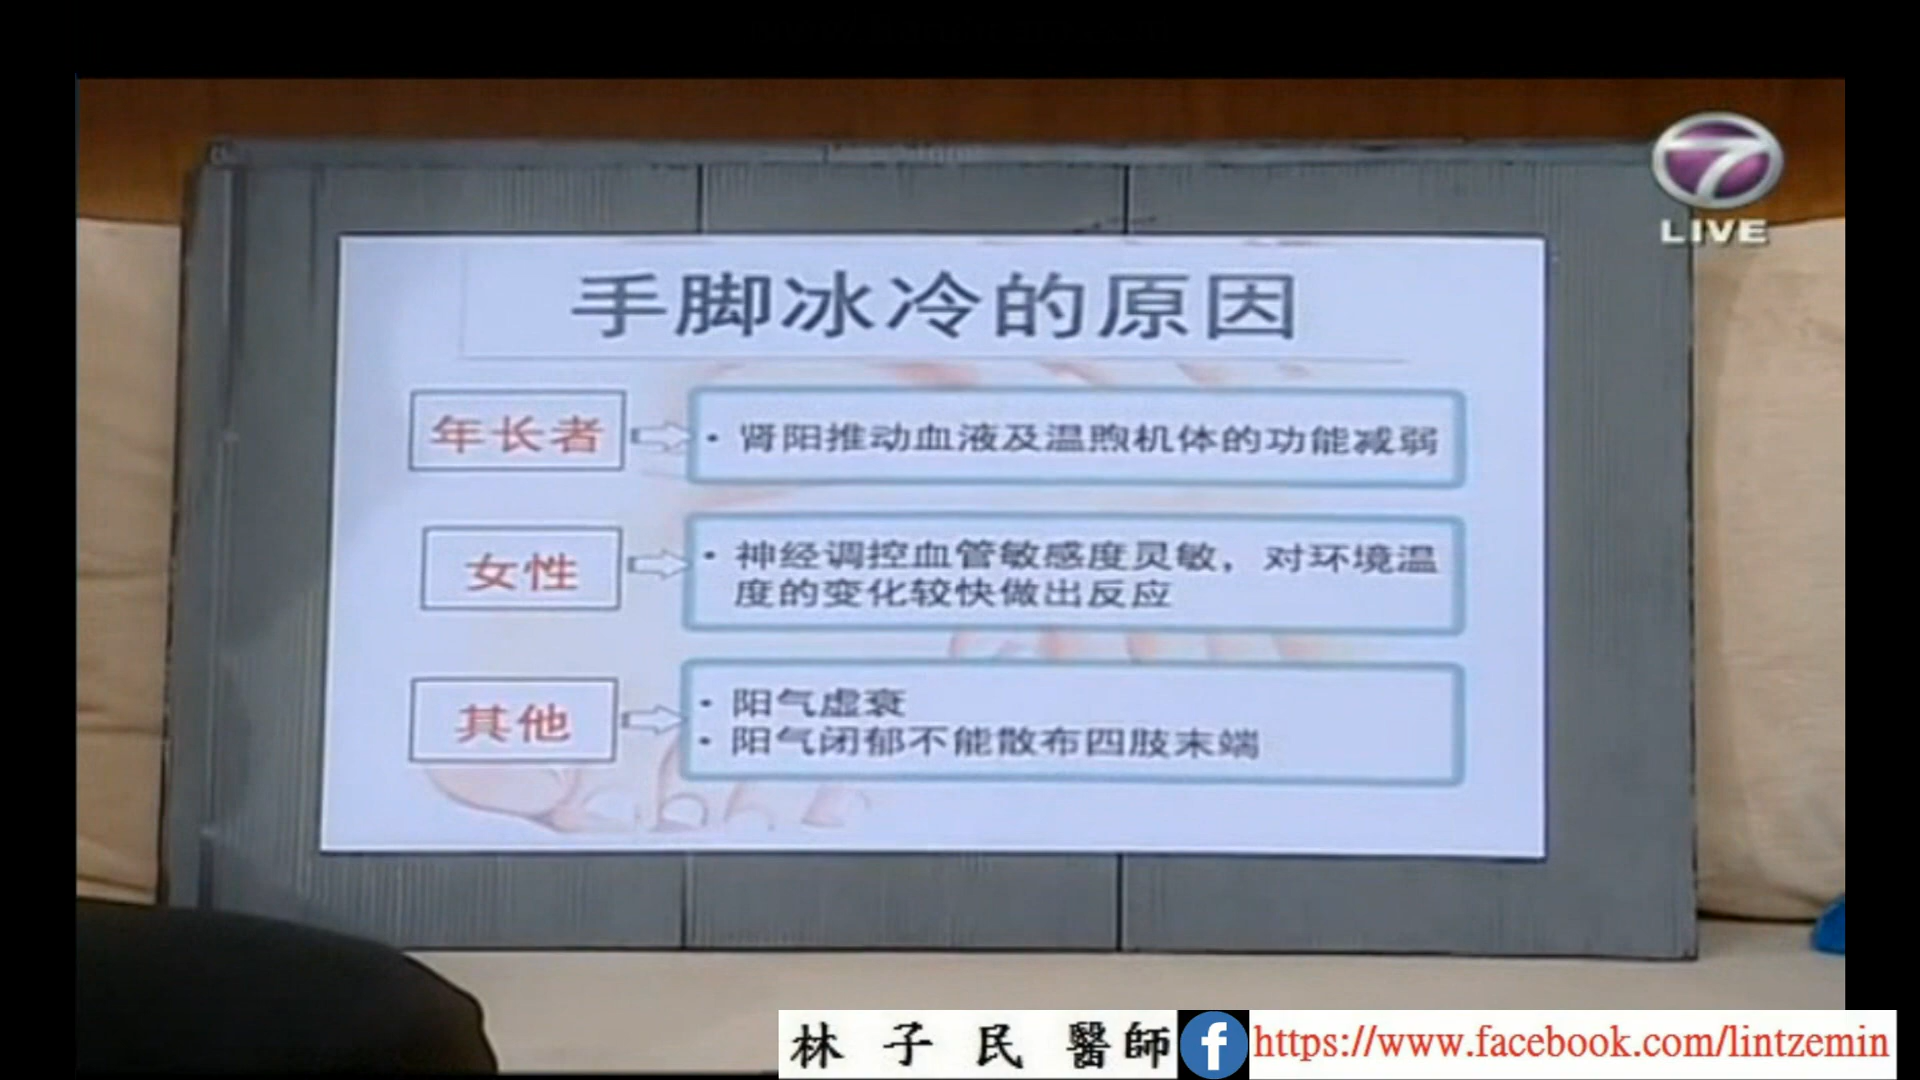 7
LIVE
手脚冰冷的原因
年长者
• 肾阳推动血液及温煦机体的功能减弱
女性
• 神经调控血管敏感度灵敏，对环境温
度的变化较快做出反应
其他
• 阳气虚衰
• 阳气闭郁不能散布四肢末端
林子民醫師
f
https://www.facebook.com/lintzemin